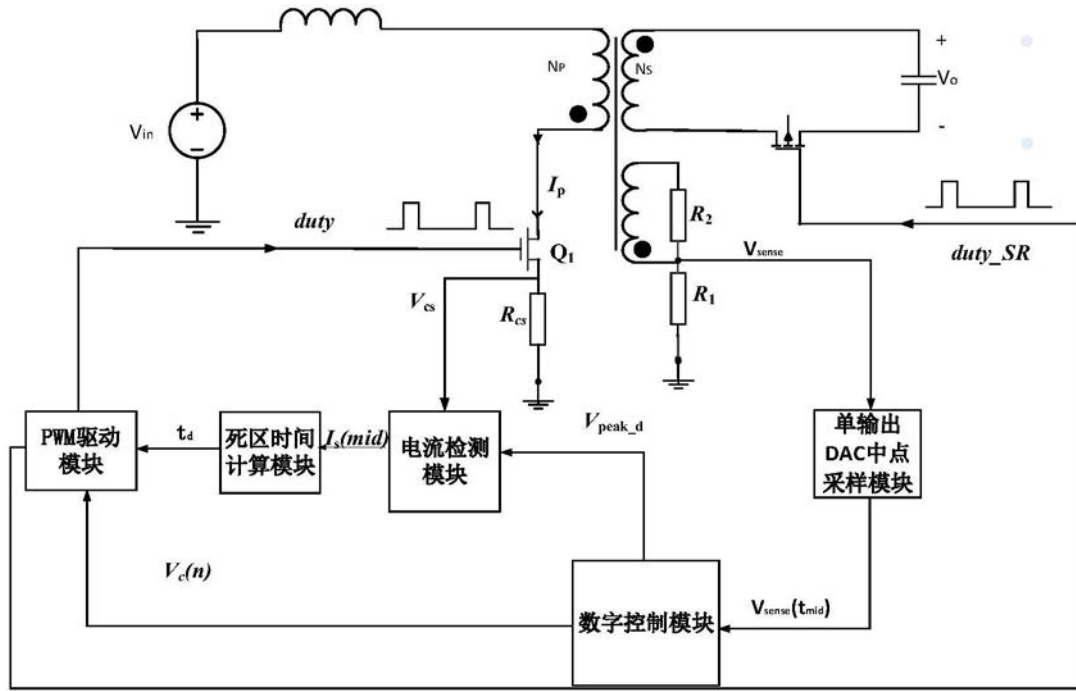 +
Np
Ns
Vo
-
Vin
+
−
Ip
duty
Q1
R2
Vsense
duty_SR
Vcs
Rcs
R1
Vpeak_d
PWM驱动
模块
td
死区时间
计算模块
Is(mid)
电流检测
模块
单输出
DAC中点
采样模块
Vc(n)
数字控制模块
Vsense(tmid)